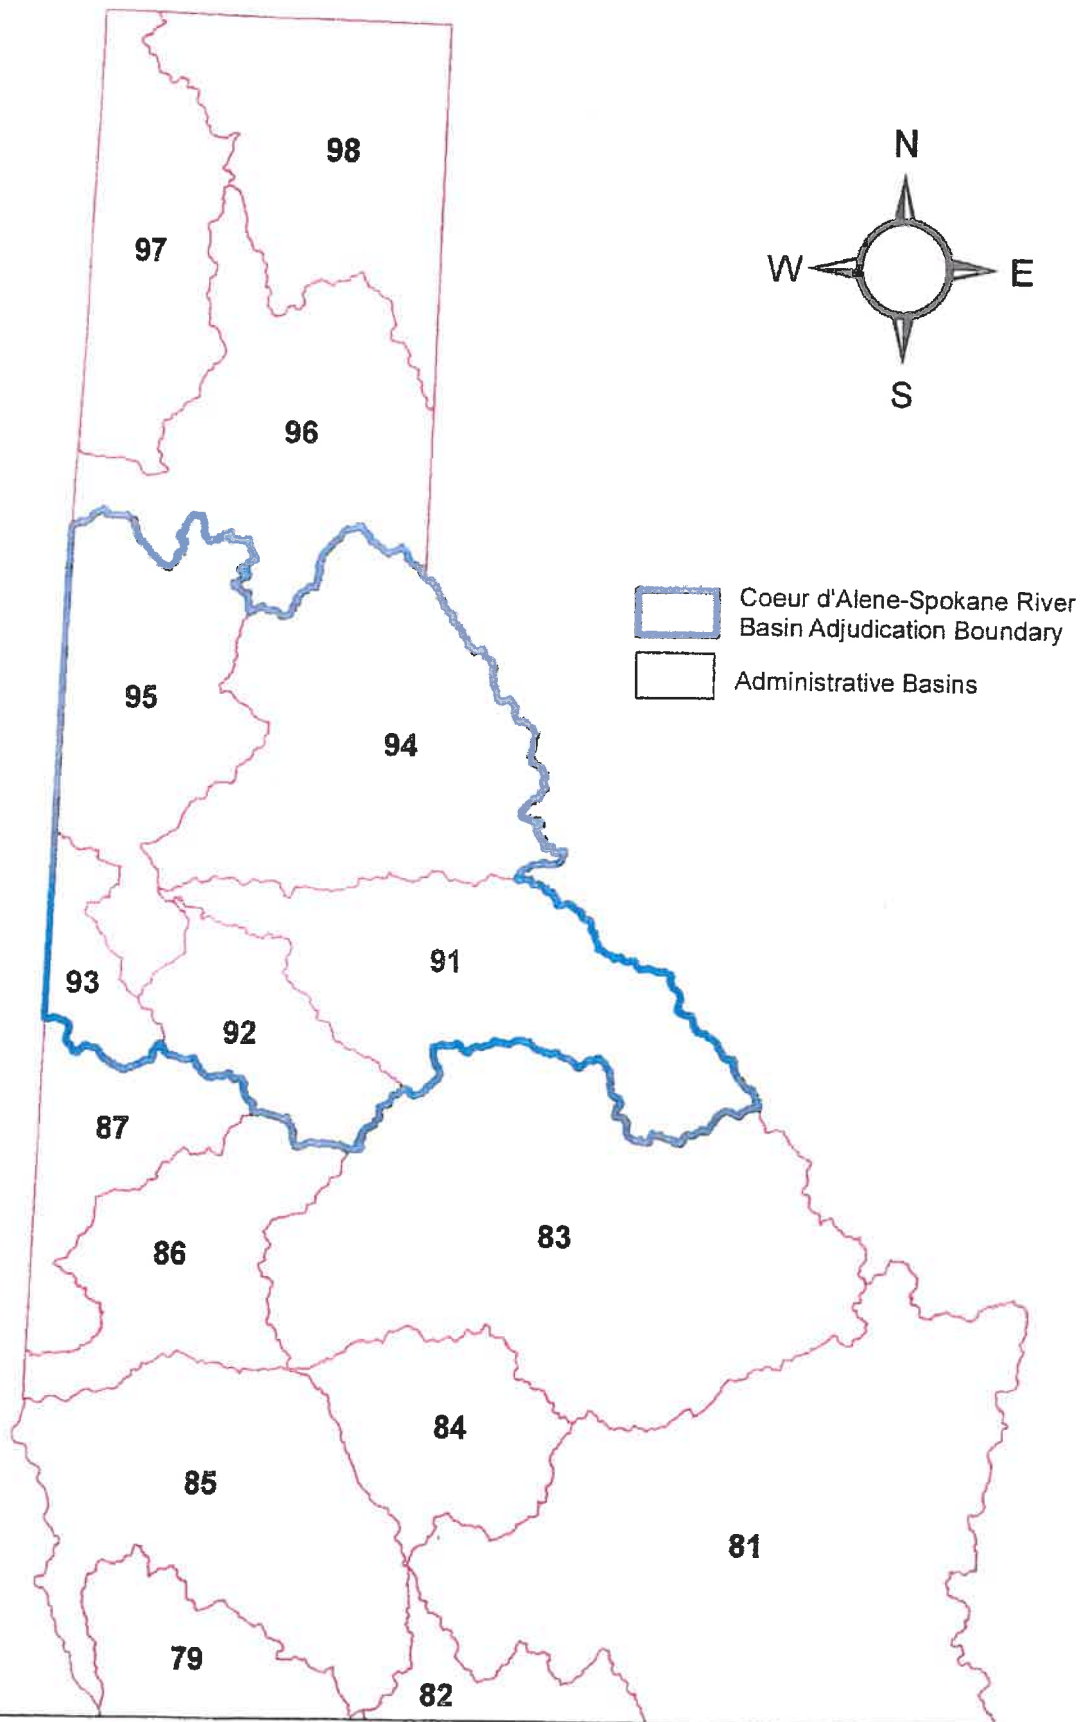 98
N
97
W
E
S
96
Coeur d'Alene-Spokane River
Basin Adjudication Boundary
Administrative Basins
95
94
91
93
92
87
83
86
84
85
81
79
82